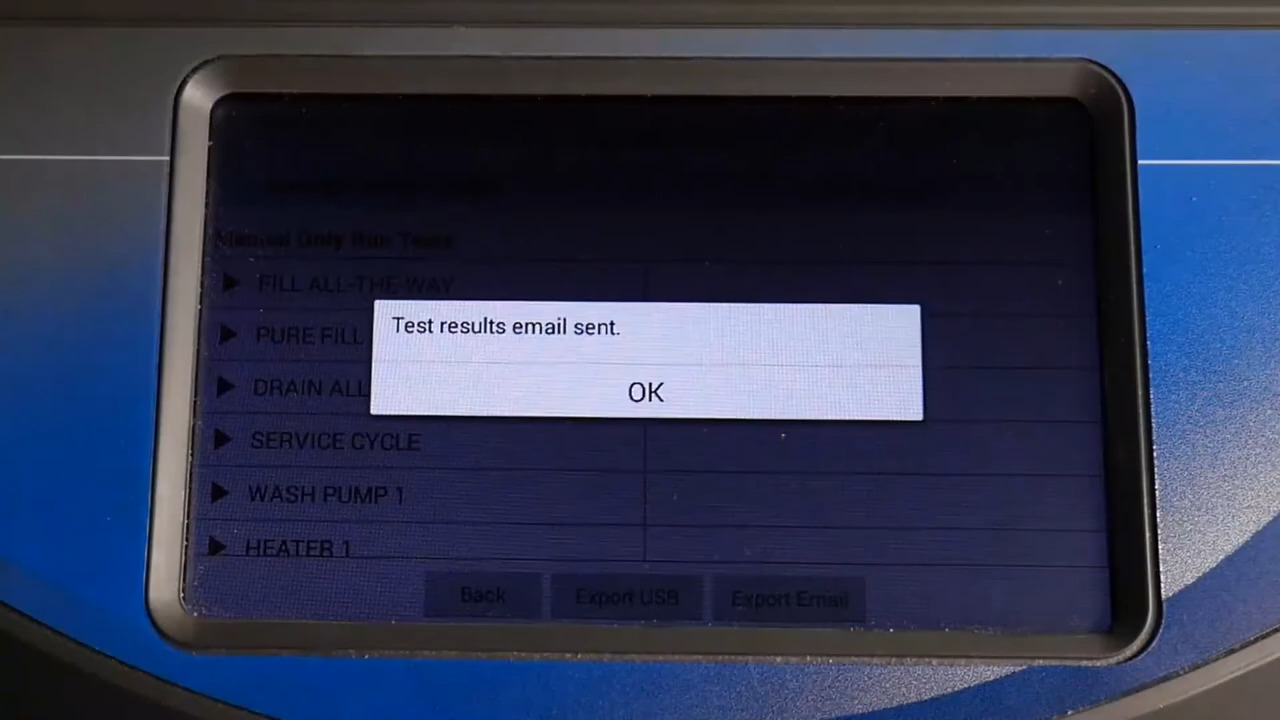 Manual Only Run Tests
FILL ALL-THE-WAY
PURE FILL
DRAIN ALL
SERVICE CYCLE
WASH PUMP 1
HEATER 1
Test results email sent.
OK
Back
Export USB
Export Email